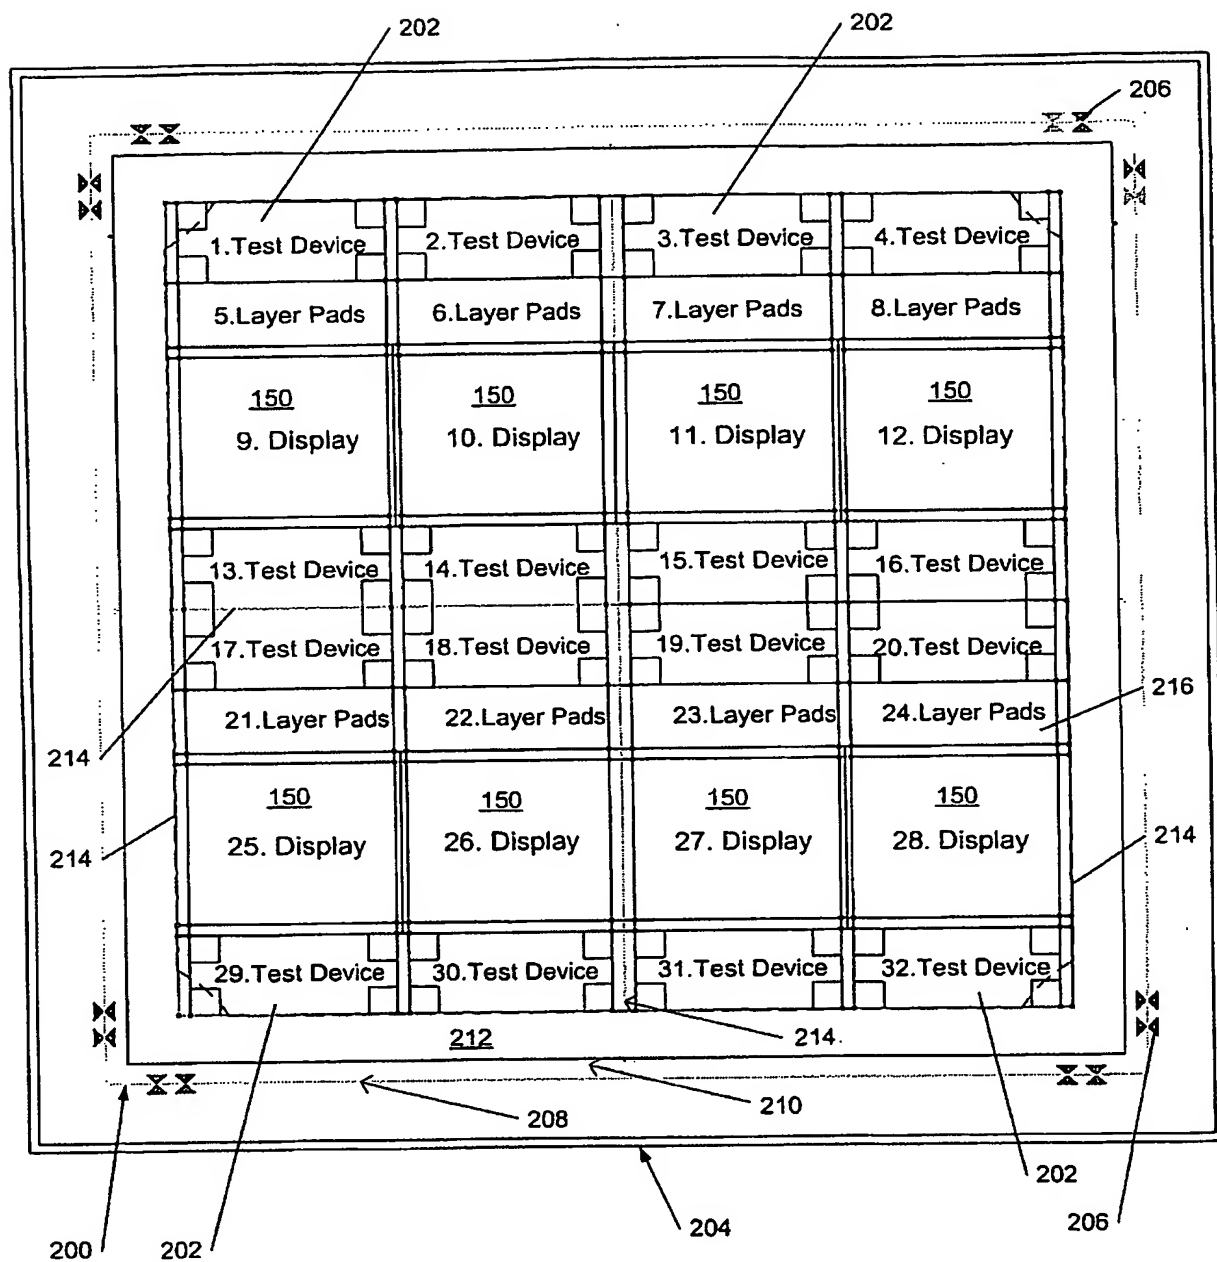 202
202
206
1.Test Device
2.Test Device
3.Test Device
4.Test Device
5.Layer Pads
6.Layer Pads
7.Layer Pads
8.Layer Pads
150
150
150
150
9. Display
10. Display
11. Display
12. Display
13.Test Device
14.Test Device
15.Test Device
16.Test Device
17.Test Device
18.Test Device
19.Test Device
20.Test Device
216
21.Layer Pads
22.Layer Pads
23.Layer Pads
24.Layer Pads
214
150
150
150
150
25. Display
26. Display
27. Display
28. Display
214
214
29.Test Device
30.Test Device
31.Test Device
32.Test Device
212
214
210
208
202
204
206
200
202